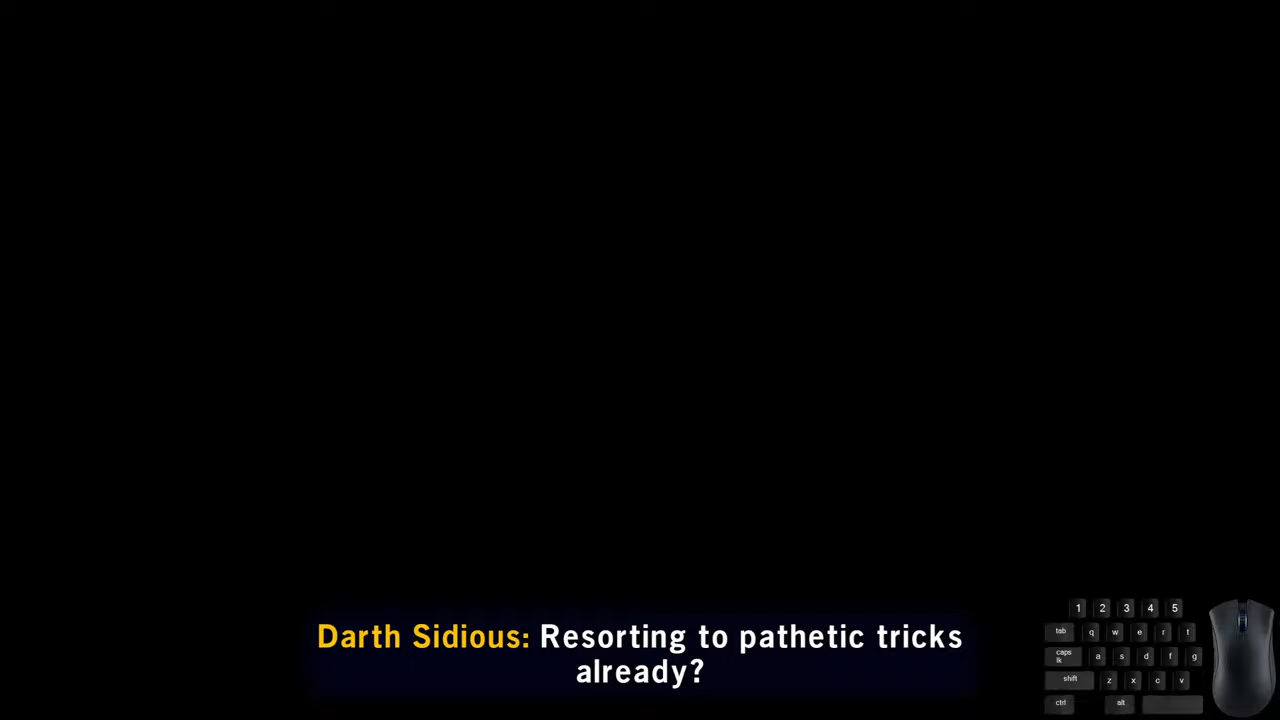 Darth Sidious: Resorting to pathetic tricks
already?
1 2 3 4 5
tab q w e r t
caps
lk a s d f g
shift z x c v
ctrl alt